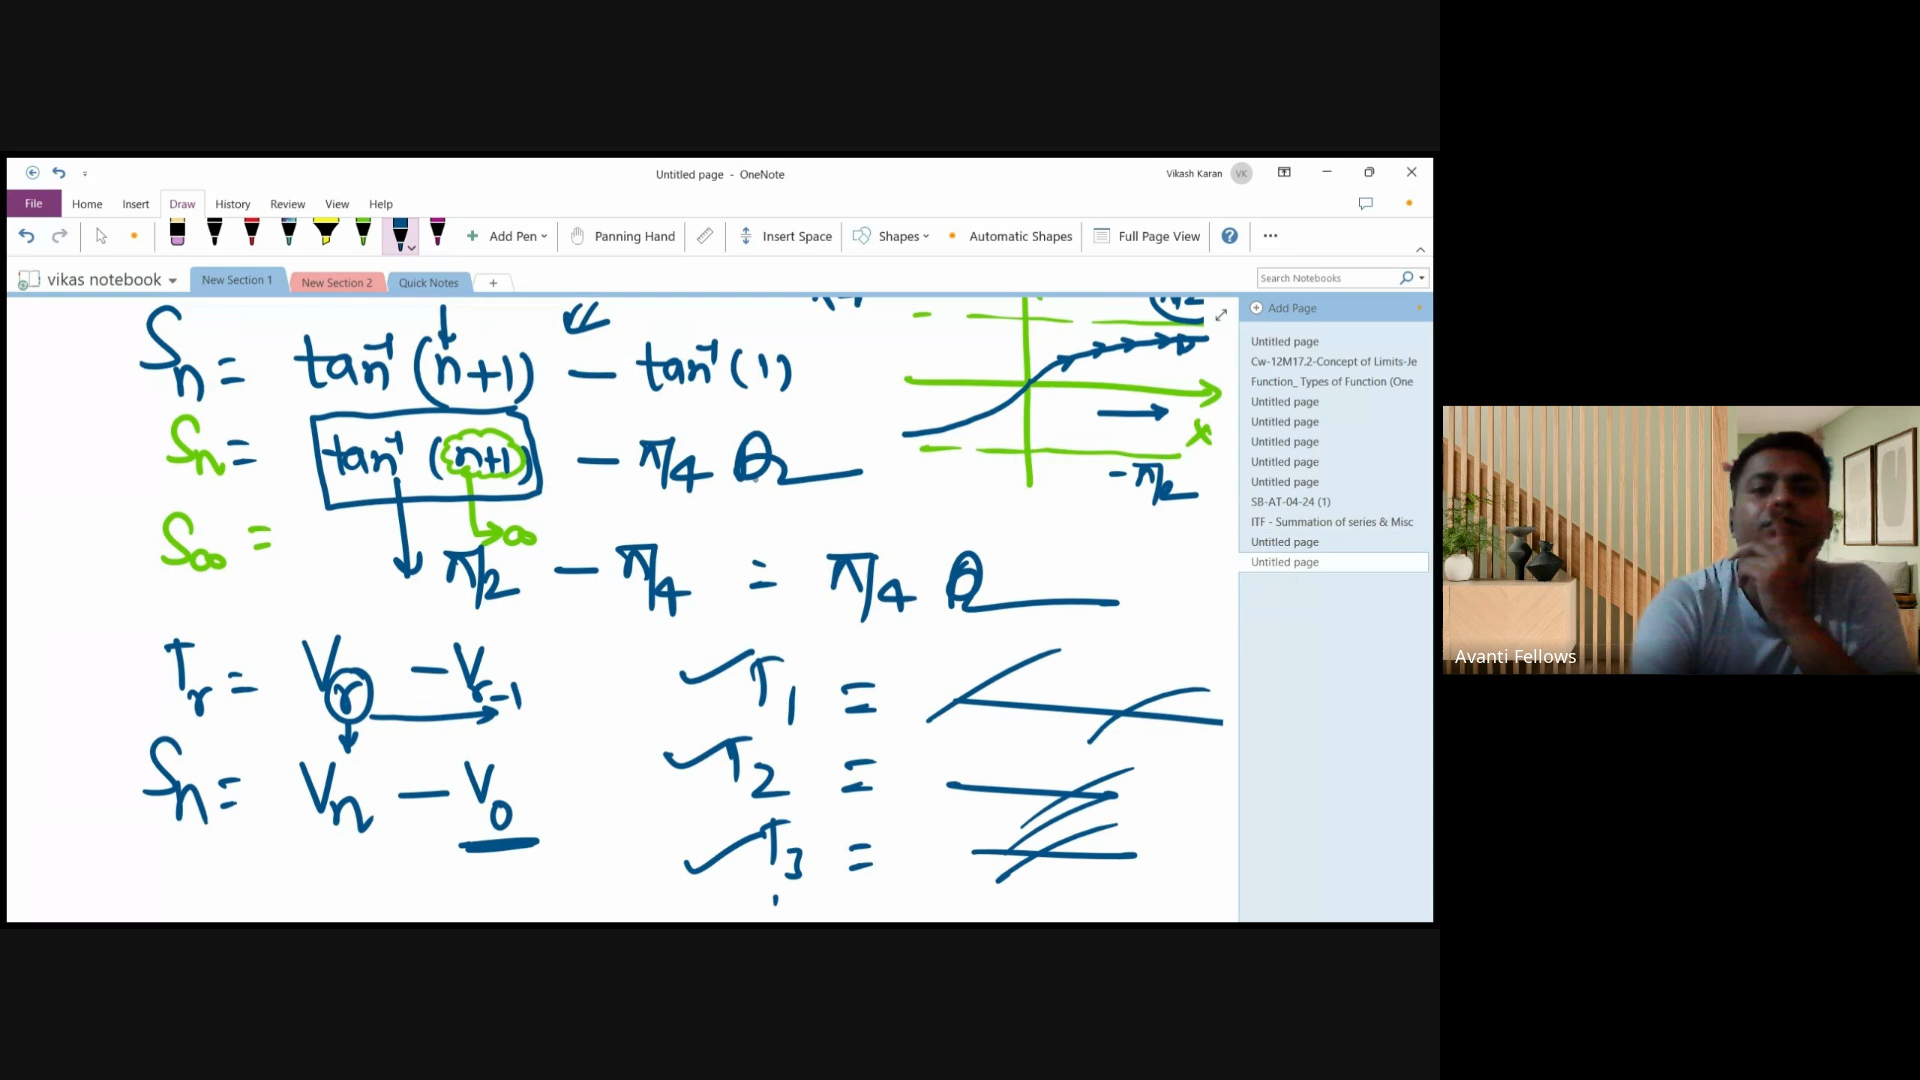 Untitled page - OneNote
Vikash Karan VK
File Home Insert Draw History Review View Help
Add Pen Panning Hand Insert Space Shapes Automatic Shapes Full Page View
vikas notebook New Section 1 New Section 2 Quick Notes +
Search Notebooks
Sn = tan⁻¹(n+1) − tan⁻¹(1)
Sn = tan⁻¹(n+1) − π/4
S∞ = →∞
π/2 − π/4 = π/4
Tr = Vr − Vr-1
Sn = Vn − V0
T1 =
T2 =
T3 =
x
-π/2
Add Page
Untitled page
Cw-12M17.2-Concept of Limits-Je
Function_ Types of Function (One
Untitled page
Untitled page
Untitled page
Untitled page
Untitled page
SB-AT-04-24 (1)
ITF - Summation of series & Misc
Untitled page
Untitled page
Avanti Fellows